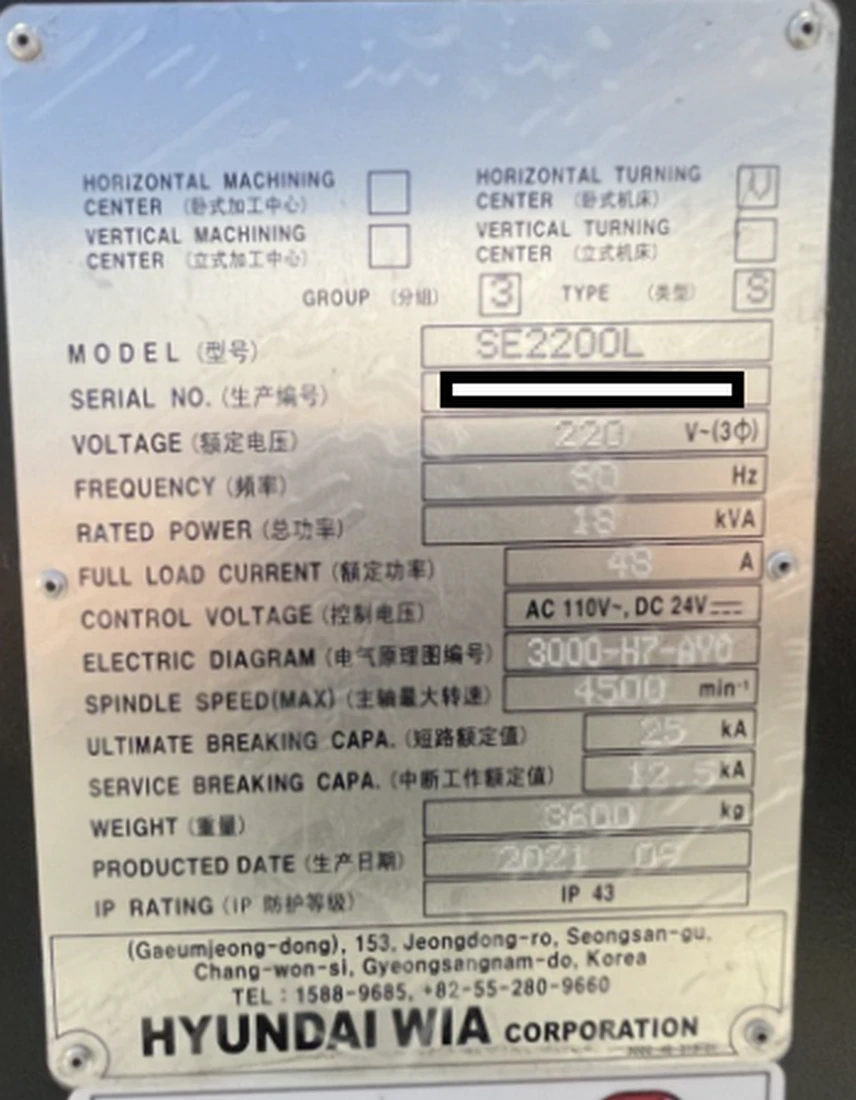 HORIZONTAL MACHINING
CENTER (卧式加工中心)
HORIZONTAL TURNING
CENTER (卧式机床)
VERTICAL MACHINING
CENTER (立式加工中心)
VERTICAL TURNING
CENTER (立式机床)
GROUP (分组) 3 TYPE (类型) S
MODEL (型号) SE2200L
SERIAL NO. (生产编号)
VOLTAGE (额定电压) 220 V~(3Φ)
FREQUENCY (频率) Hz
RATED POWER (总功率) 18 kVA
FULL LOAD CURRENT (额定功率) 48 A
CONTROL VOLTAGE (控制电压) AC 110V~, DC 24V
ELECTRIC DIAGRAM (电气原理图编号) 3000-H7-AY0
SPINDLE SPEED(MAX) (主轴最大转速) 4500 min⁻¹
ULTIMATE BREAKING CAPA. (短路额定值) 25 kA
SERVICE BREAKING CAPA. (中断工作额定值) 12.5 kA
WEIGHT (重量) 3600 kg
PRODUCTED DATE (生产日期) 2021 09
IP RATING (IP 防护等级) IP 43
(Gaeumjeong-dong), 153, Jeongdong-ro, Seongsan-gu,
Chang-won-si, Gyeongsangnam-do, Korea
TEL : 1588-9685, +82-55-280-9660
HYUNDAI WIA CORPORATION